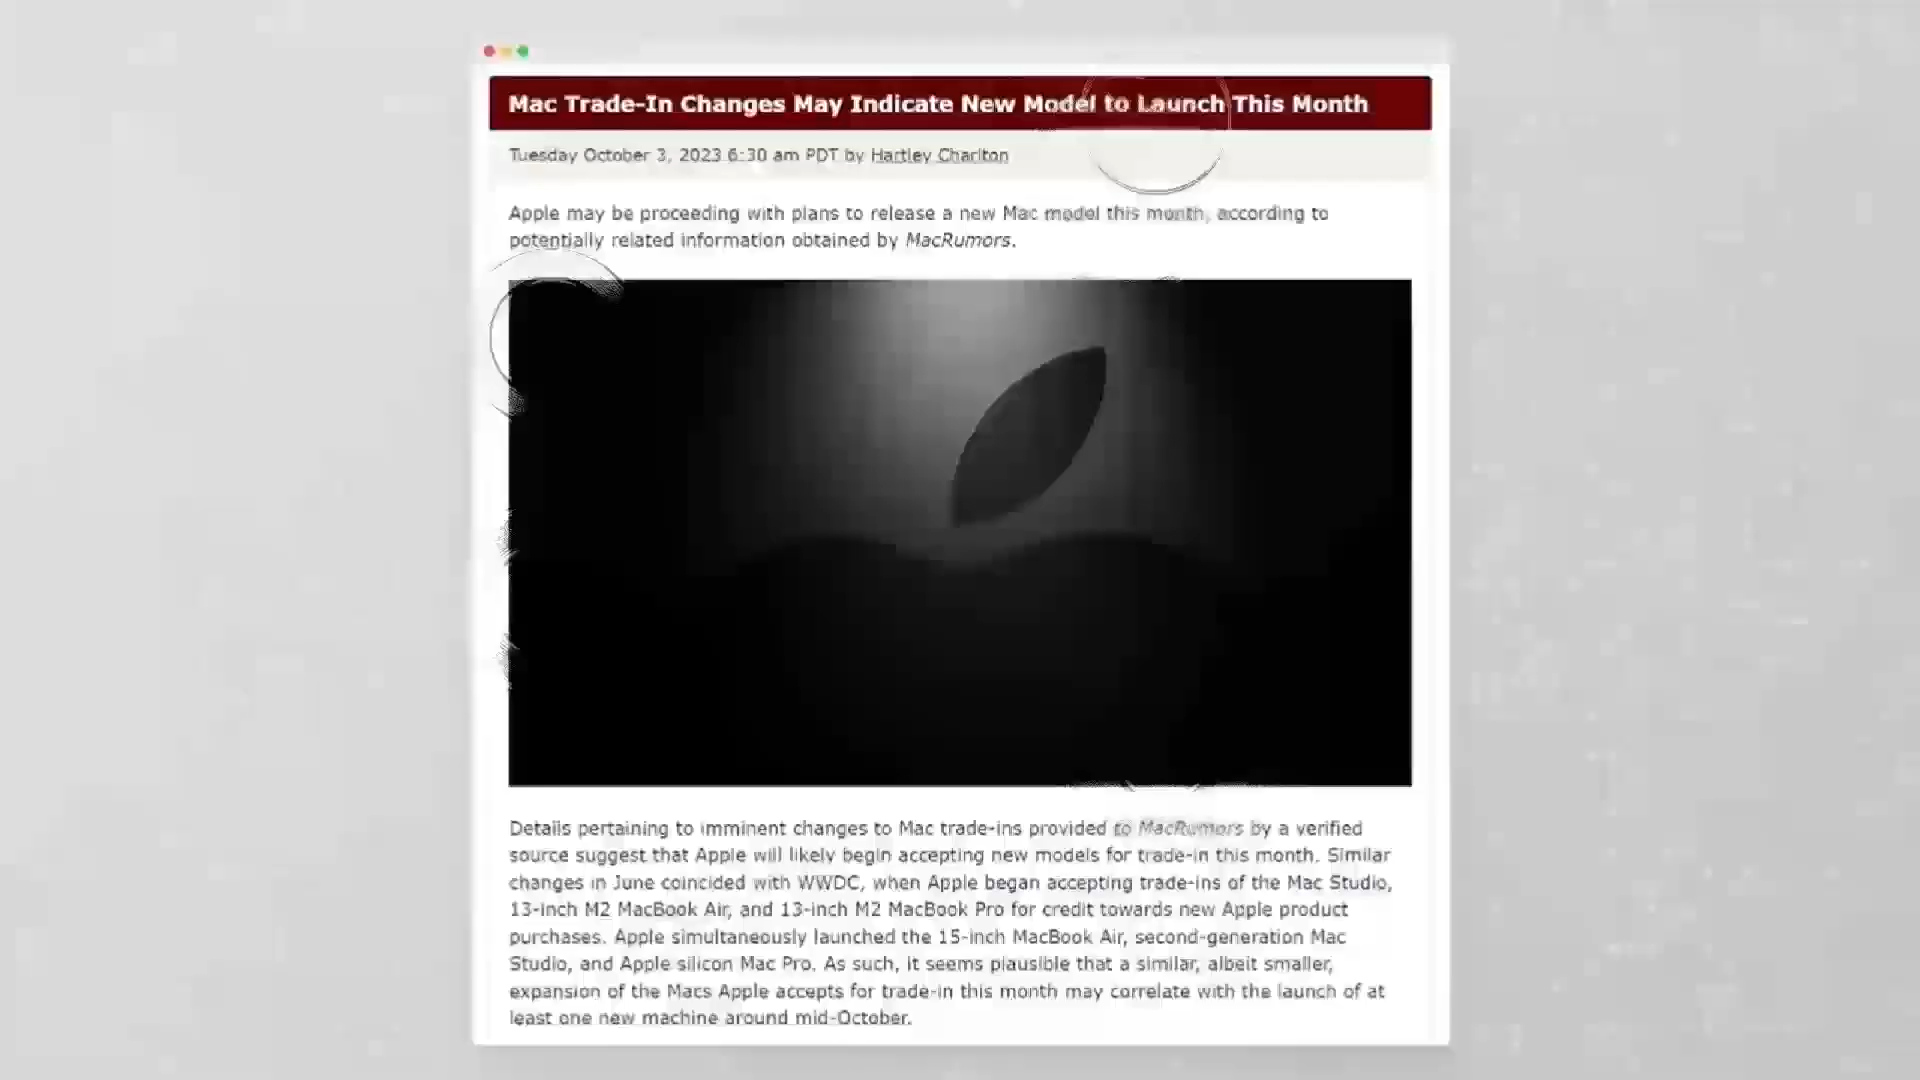 Mac Trade-In Changes May Indicate New Model to Launch This Month
Tuesday October 3, 2023 6:30 am PDT by Hartley Charlton
Apple may be proceeding with plans to release a new Mac model this month, according to
potentially related information obtained by MacRumors.
Details pertaining to imminent changes to Mac trade-ins provided to MacRumors by a verified
source suggest that Apple will likely begin accepting new models for trade-in this month. Similar
changes in June coincided with WWDC, when Apple began accepting trade-ins of the Mac Studio,
13-inch M2 MacBook Air, and 13-inch M2 MacBook Pro for credit towards new Apple product
purchases. Apple simultaneously launched the 15-inch MacBook Air, second-generation Mac
Studio, and Apple silicon Mac Pro. As such, it seems plausible that a similar, albeit smaller,
expansion of the Macs Apple accepts for trade-in this month may correlate with the launch of at
least one new machine around mid-October.